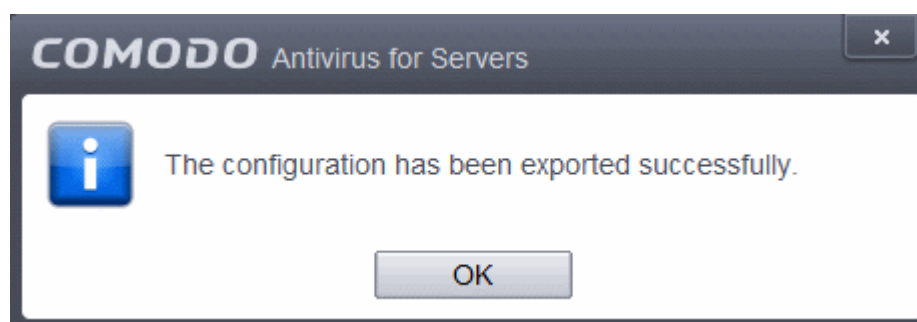 COMODO Antivirus for Servers
The configuration has been exported successfully.
OK